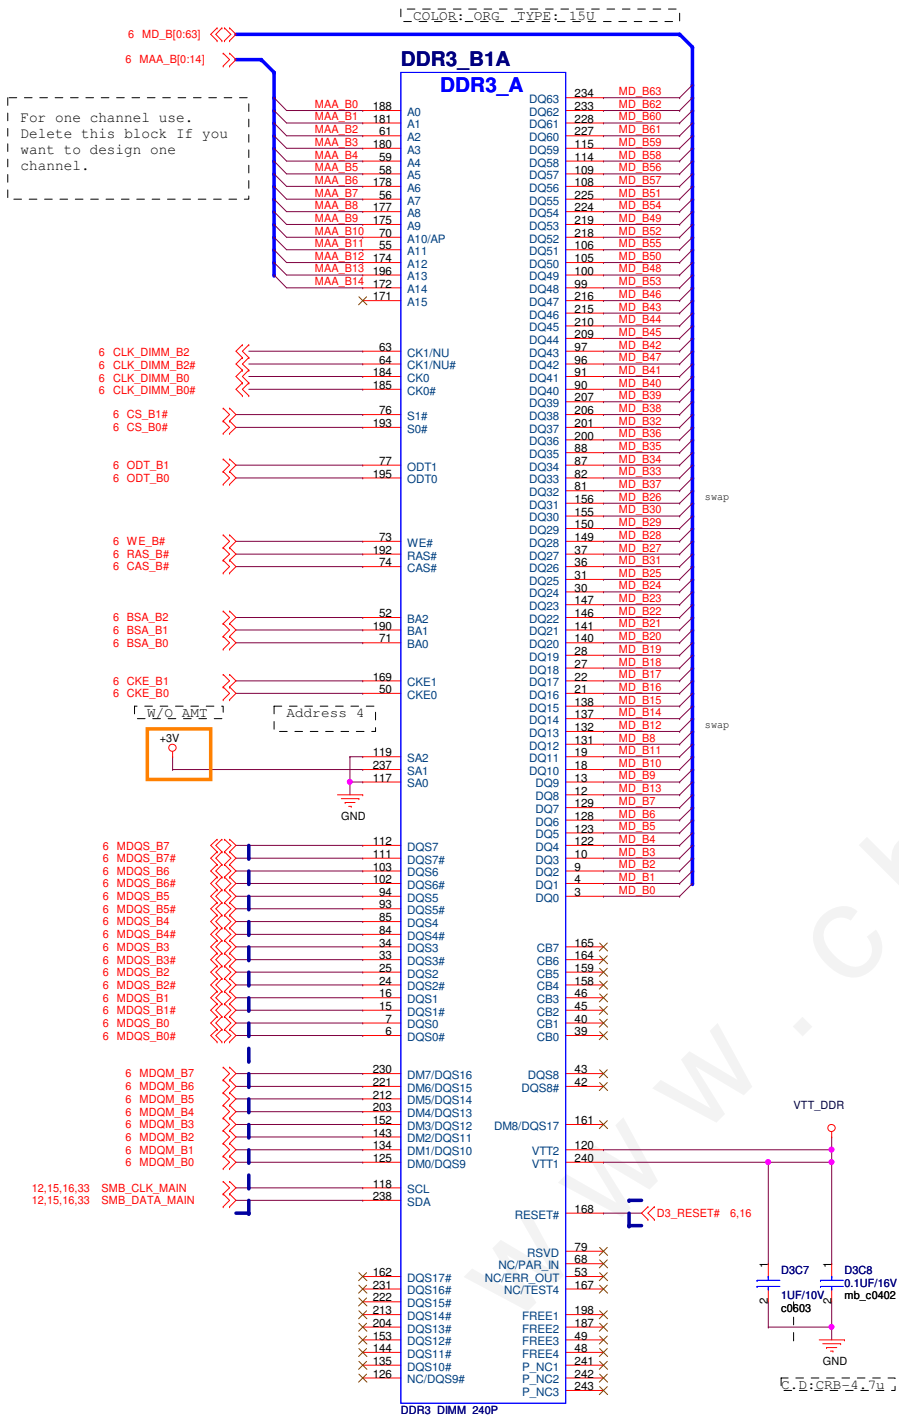 COLOR: ORG TYPE: 15U
6 MD_B[0:63]
6 MAA_B[0:14]
DDR3_B1A
DDR3_A
For one channel use.
Delete this block If you
want to design one
channel.
MAA_B0 188 A0
MAA_B1 181 A1
MAA_B2 61 A2
MAA_B3 180 A3
MAA_B4 59 A4
MAA_B5 58 A5
MAA_B6 178 A6
MAA_B7 56 A7
MAA_B8 177 A8
MAA_B9 175 A9
MAA_B10 70 A10/AP
MAA_B11 55 A11
MAA_B12 174 A12
MAA_B13 196 A13
MAA_B14 172 A14
171 A15
6 CLK_DIMM_B2 63 CK1/NU
6 CLK_DIMM_B2# 64 CK1/NU#
6 CLK_DIMM_B0 184 CK0
6 CLK_DIMM_B0# 185 CK0#
6 CS_B1# 76 S1#
6 CS_B0# 193 S0#
6 ODT_B1 77 ODT1
6 ODT_B0 195 ODT0
6 WE_B# 73 WE#
6 RAS_B# 192 RAS#
6 CAS_B# 74 CAS#
6 BSA_B2 52 BA2
6 BSA_B1 190 BA1
6 BSA_B0 71 BA0
6 CKE_B1 169 CKE1
6 CKE_B0 50 CKE0
W/O AMT
Address 4
+3V
119 SA2
237 SA1
117 SA0
GND
6 MDQS_B7 112 DQS7
6 MDQS_B7# 111 DQS7#
6 MDQS_B6 103 DQS6
6 MDQS_B6# 102 DQS6#
6 MDQS_B5 94 DQS5
6 MDQS_B5# 93 DQS5#
6 MDQS_B4 85 DQS4
6 MDQS_B4# 84 DQS4#
6 MDQS_B3 34 DQS3
6 MDQS_B3# 33 DQS3#
6 MDQS_B2 25 DQS2
6 MDQS_B2# 24 DQS2#
6 MDQS_B1 16 DQS1
6 MDQS_B1# 15 DQS1#
6 MDQS_B0 7 DQS0
6 MDQS_B0# 6 DQS0#
6 MDQM_B7 230 DM7/DQS16
6 MDQM_B6 221 DM6/DQS15
6 MDQM_B5 212 DM5/DQS14
6 MDQM_B4 203 DM4/DQS13
6 MDQM_B3 152 DM3/DQS12
6 MDQM_B2 143 DM2/DQS11
6 MDQM_B1 134 DM1/DQS10
6 MDQM_B0 125 DM0/DQS9
12,15,16,33 SMB_CLK_MAIN 118 SCL
12,15,16,33 SMB_DATA_MAIN 238 SDA
162 DQS17#
231 DQS16#
222 DQS15#
213 DQS14#
204 DQS13#
153 DQS12#
144 DQS11#
135 DQS10#
126 NC/DQS9#
DQ63 234 MD_B63
DQ62 233 MD_B62
DQ61 228 MD_B60
DQ60 227 MD_B61
DQ59 115 MD_B59
DQ58 114 MD_B58
DQ57 109 MD_B56
DQ56 108 MD_B57
DQ55 225 MD_B51
DQ54 224 MD_B54
DQ53 219 MD_B49
DQ52 218 MD_B52
DQ51 106 MD_B55
DQ50 105 MD_B50
DQ49 100 MD_B48
DQ48 99 MD_B53
DQ47 216 MD_B46
DQ46 215 MD_B43
DQ45 210 MD_B44
DQ44 209 MD_B45
DQ43 97 MD_B42
DQ42 96 MD_B47
DQ41 91 MD_B41
DQ40 90 MD_B40
DQ39 207 MD_B39
DQ38 206 MD_B38
DQ37 201 MD_B32
DQ36 200 MD_B36
DQ35 88 MD_B35
DQ34 87 MD_B34
DQ33 82 MD_B33
DQ32 81 MD_B37
DQ31 156 MD_B26
swap
DQ30 155 MD_B30
DQ29 150 MD_B29
DQ28 149 MD_B28
DQ27 37 MD_B27
DQ26 36 MD_B31
DQ25 31 MD_B25
DQ24 30 MD_B24
DQ23 147 MD_B23
DQ22 146 MD_B22
DQ21 141 MD_B21
DQ20 140 MD_B20
DQ19 28 MD_B19
DQ18 27 MD_B18
DQ17 22 MD_B17
DQ16 21 MD_B16
DQ15 138 MD_B15
DQ14 137 MD_B14
DQ13 132 MD_B12
swap
DQ12 131 MD_B8
DQ11 19 MD_B11
DQ10 18 MD_B10
DQ9 13 MD_B9
DQ8 12 MD_B13
DQ7 129 MD_B7
DQ6 128 MD_B6
DQ5 123 MD_B5
DQ4 122 MD_B4
DQ3 10 MD_B3
DQ2 9 MD_B2
DQ1 4 MD_B1
DQ0 3 MD_B0
CB7 165
CB6 164
CB5 159
CB4 158
CB3 46
CB2 45
CB1 40
CB0 39
DQS8 43
DQS8# 42
DM8/DQS17 161
VTT2 120
VTT1 240
VTT_DDR
RESET# 168 D3_RESET# 6,16
RSVD 79
NC/PAR_IN 68
NC/ERR_OUT 53
NC/TEST4 167
FREE1 198
FREE2 187
FREE3 49
FREE4 48
P_NC1 241
P_NC2 242
P_NC3 243
1 D3C7
2 1UF/10V
c0603
1 D3C8
0.1UF/16V
2 mb_c0402
GND
C.D:CRB-4.7u
DDR3 DIMM 240P
www.c